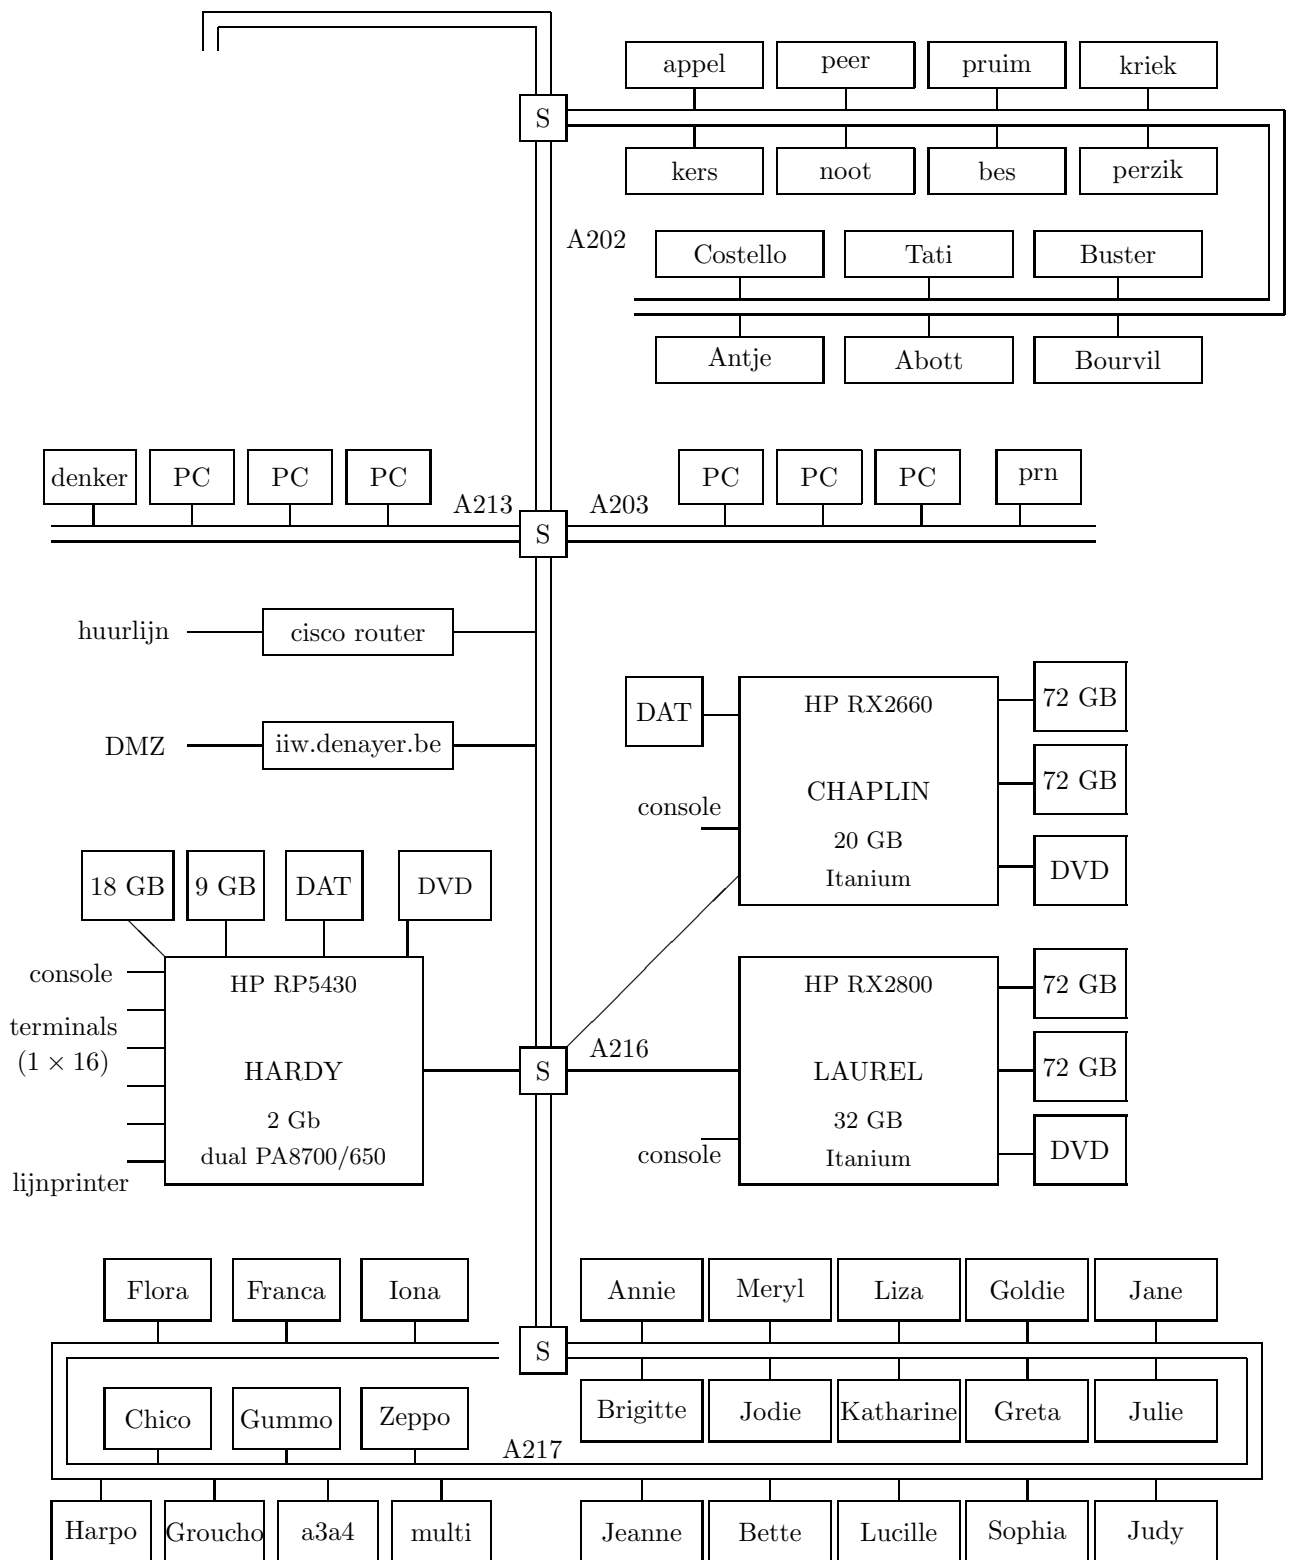 appel
peer
pruim
kriek
S
kers
noot
bes
perzik
A202
Costello
Tati
Buster
Antje
Abott
Bourvil
denker
PC
PC
PC
A213
A203
PC
PC
PC
prn
S
huurlijn
cisco router
DMZ
iiw.denayer.be
DAT
HP RX2660
72 GB
console
CHAPLIN
72 GB
20 GB
Itanium
DVD
18 GB
9 GB
DAT
DVD
console
terminals
(1 × 16)
lijnprinter
HP RP5430
HARDY
2 Gb
dual PA8700/650
S
A216
console
HP RX2800
LAUREL
32 GB
Itanium
72 GB
72 GB
DVD
Flora
Franca
Iona
Annie
Meryl
Liza
Goldie
Jane
S
Chico
Gummo
Zeppo
Brigitte
Jodie
Katharine
Greta
Julie
A217
Harpo
Groucho
a3a4
multi
Jeanne
Bette
Lucille
Sophia
Judy